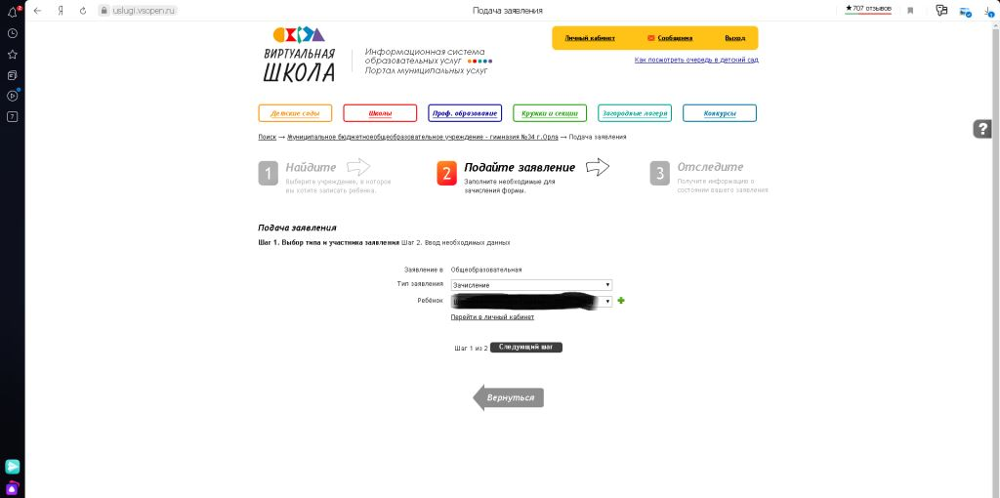 2
uslugi.vsopen.ru
Подача заявления
★707 отзывов
7
ВИРТУАЛЬНАЯ
ШКОЛА
Информационная система
образовательных услуг
Портал муниципальных услуг
Личный кабинет
Сообщения
Выход
Как посмотреть очередь в детский сад
Детские сады
Школы
Проф. образование
Кружки и секции
Загородные лагеря
Конкурсы
Поиск → Муниципальное бюджетноеобщеобразовательное учреждение - гимназия №34 г.Орла → Подача заявления
?
1 Найдите
Выберите учреждение, в которое
вы хотите записать ребенка.
2 Подайте заявление
Заполните необходимые для
зачисления формы.
3 Отследите
Получите информацию о
состоянии вашего заявления
Подача заявления
Шаг 1. Выбор типа и участника заявления Шаг 2. Ввод необходимых данных
Заявление в Общеобразовательная
Тип заявления Зачисление
Ребёнок
Перейти в личный кабинет
Шаг 1 из 2 Следующий шаг
Вернуться